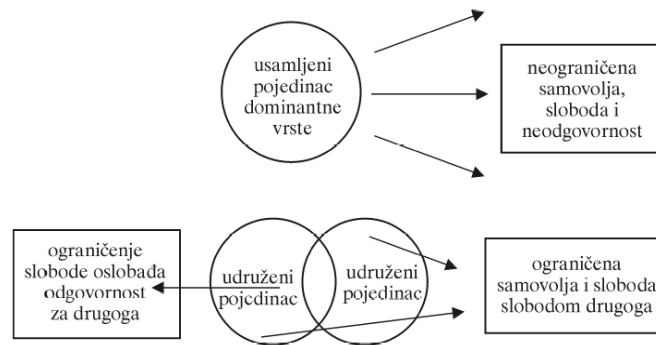 usamljeni
pojedinac
dominantne
vrste
neograničena
samovolja,
sloboda i
neodgovornost
ograničenje
slobode oslobađa
odgovornost
za drugoga
udruženi
pojedinac
udruženi
pojedinac
ograničena
samovolja i sloboda
slobodom drugoga